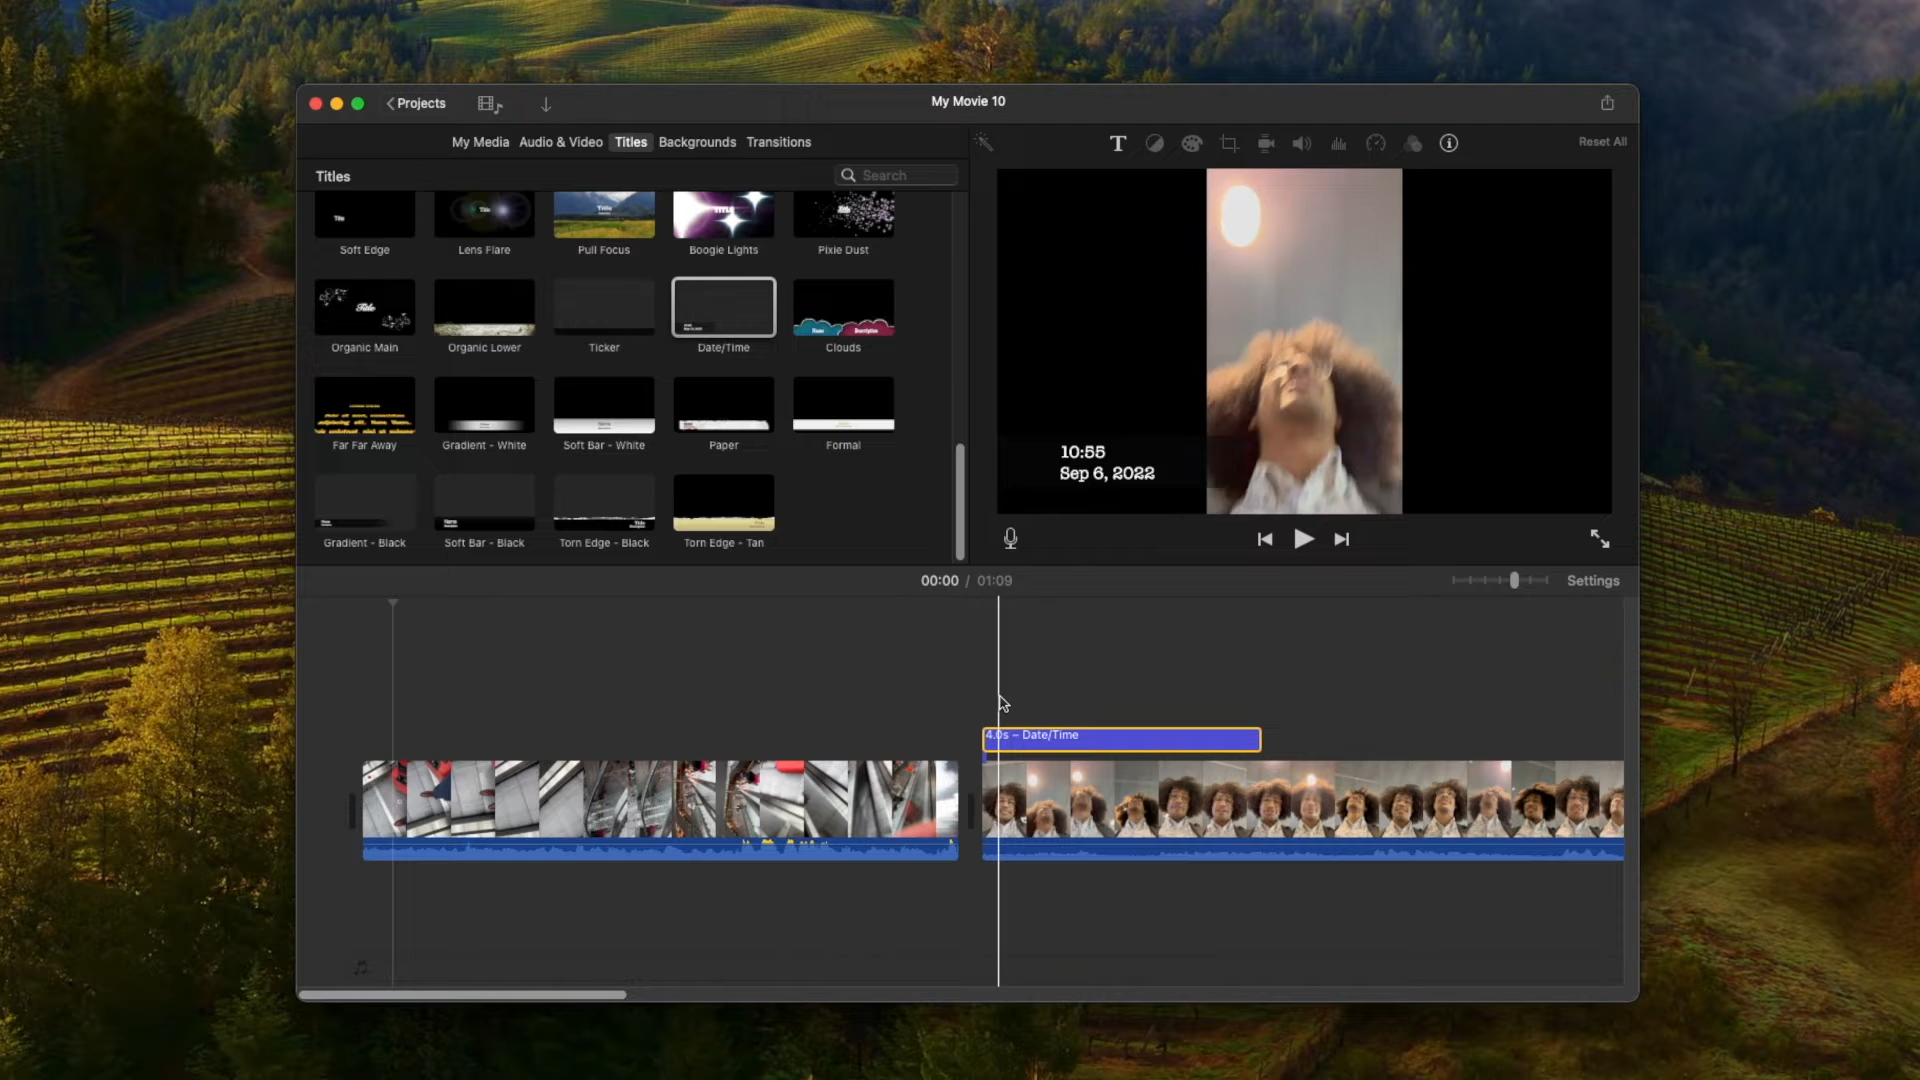 Projects
My Movie 10
My Media
Audio & Video
Titles
Backgrounds
Transitions
Reset All
Titles
Search
Soft Edge
Lens Flare
Pull Focus
Boogie Lights
Pixie Dust
Organic Main
Organic Lower
Ticker
Date/Time
Clouds
Far Far Away
Gradient - White
Soft Bar - White
Paper
Formal
Gradient - Black
Soft Bar - Black
Torn Edge - Black
Torn Edge - Tan
10:55
Sep 6, 2022
00:00 / 01:09
Settings
4.0s – Date/Time